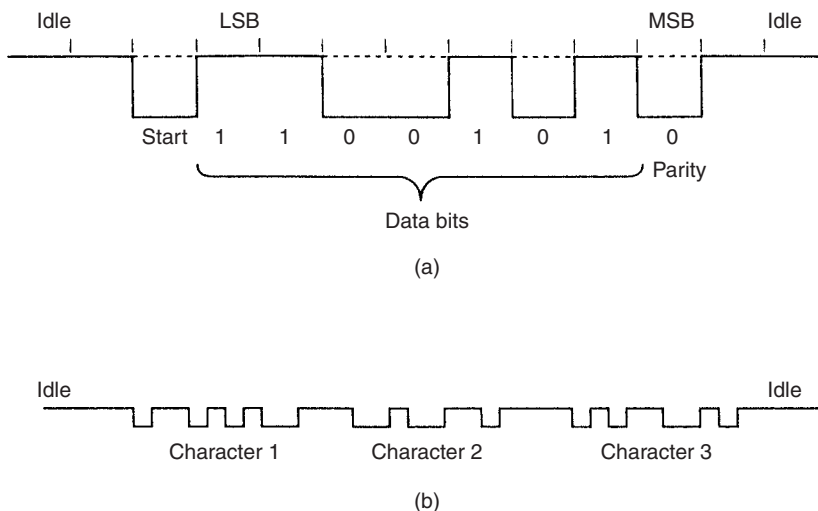 Idle LSB MSB Idle
Start 1 1 0 0 1 0 1 0
Parity
Data bits
(a)
Idle Idle
Character 1 Character 2 Character 3
(b)